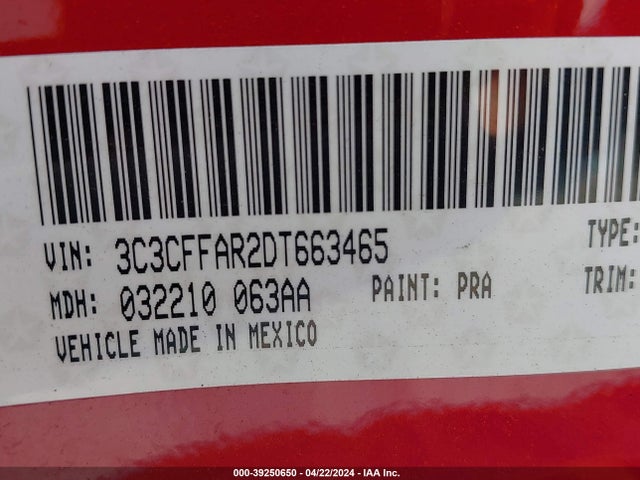 VIN: 3C3CFFAR2DT663465 TYPE:
MDH: 032210 063AA PAINT: PRA TRIM:
VEHICLE MADE IN MEXICO
000-39250650 - 04/22/2024 - IAA Inc.